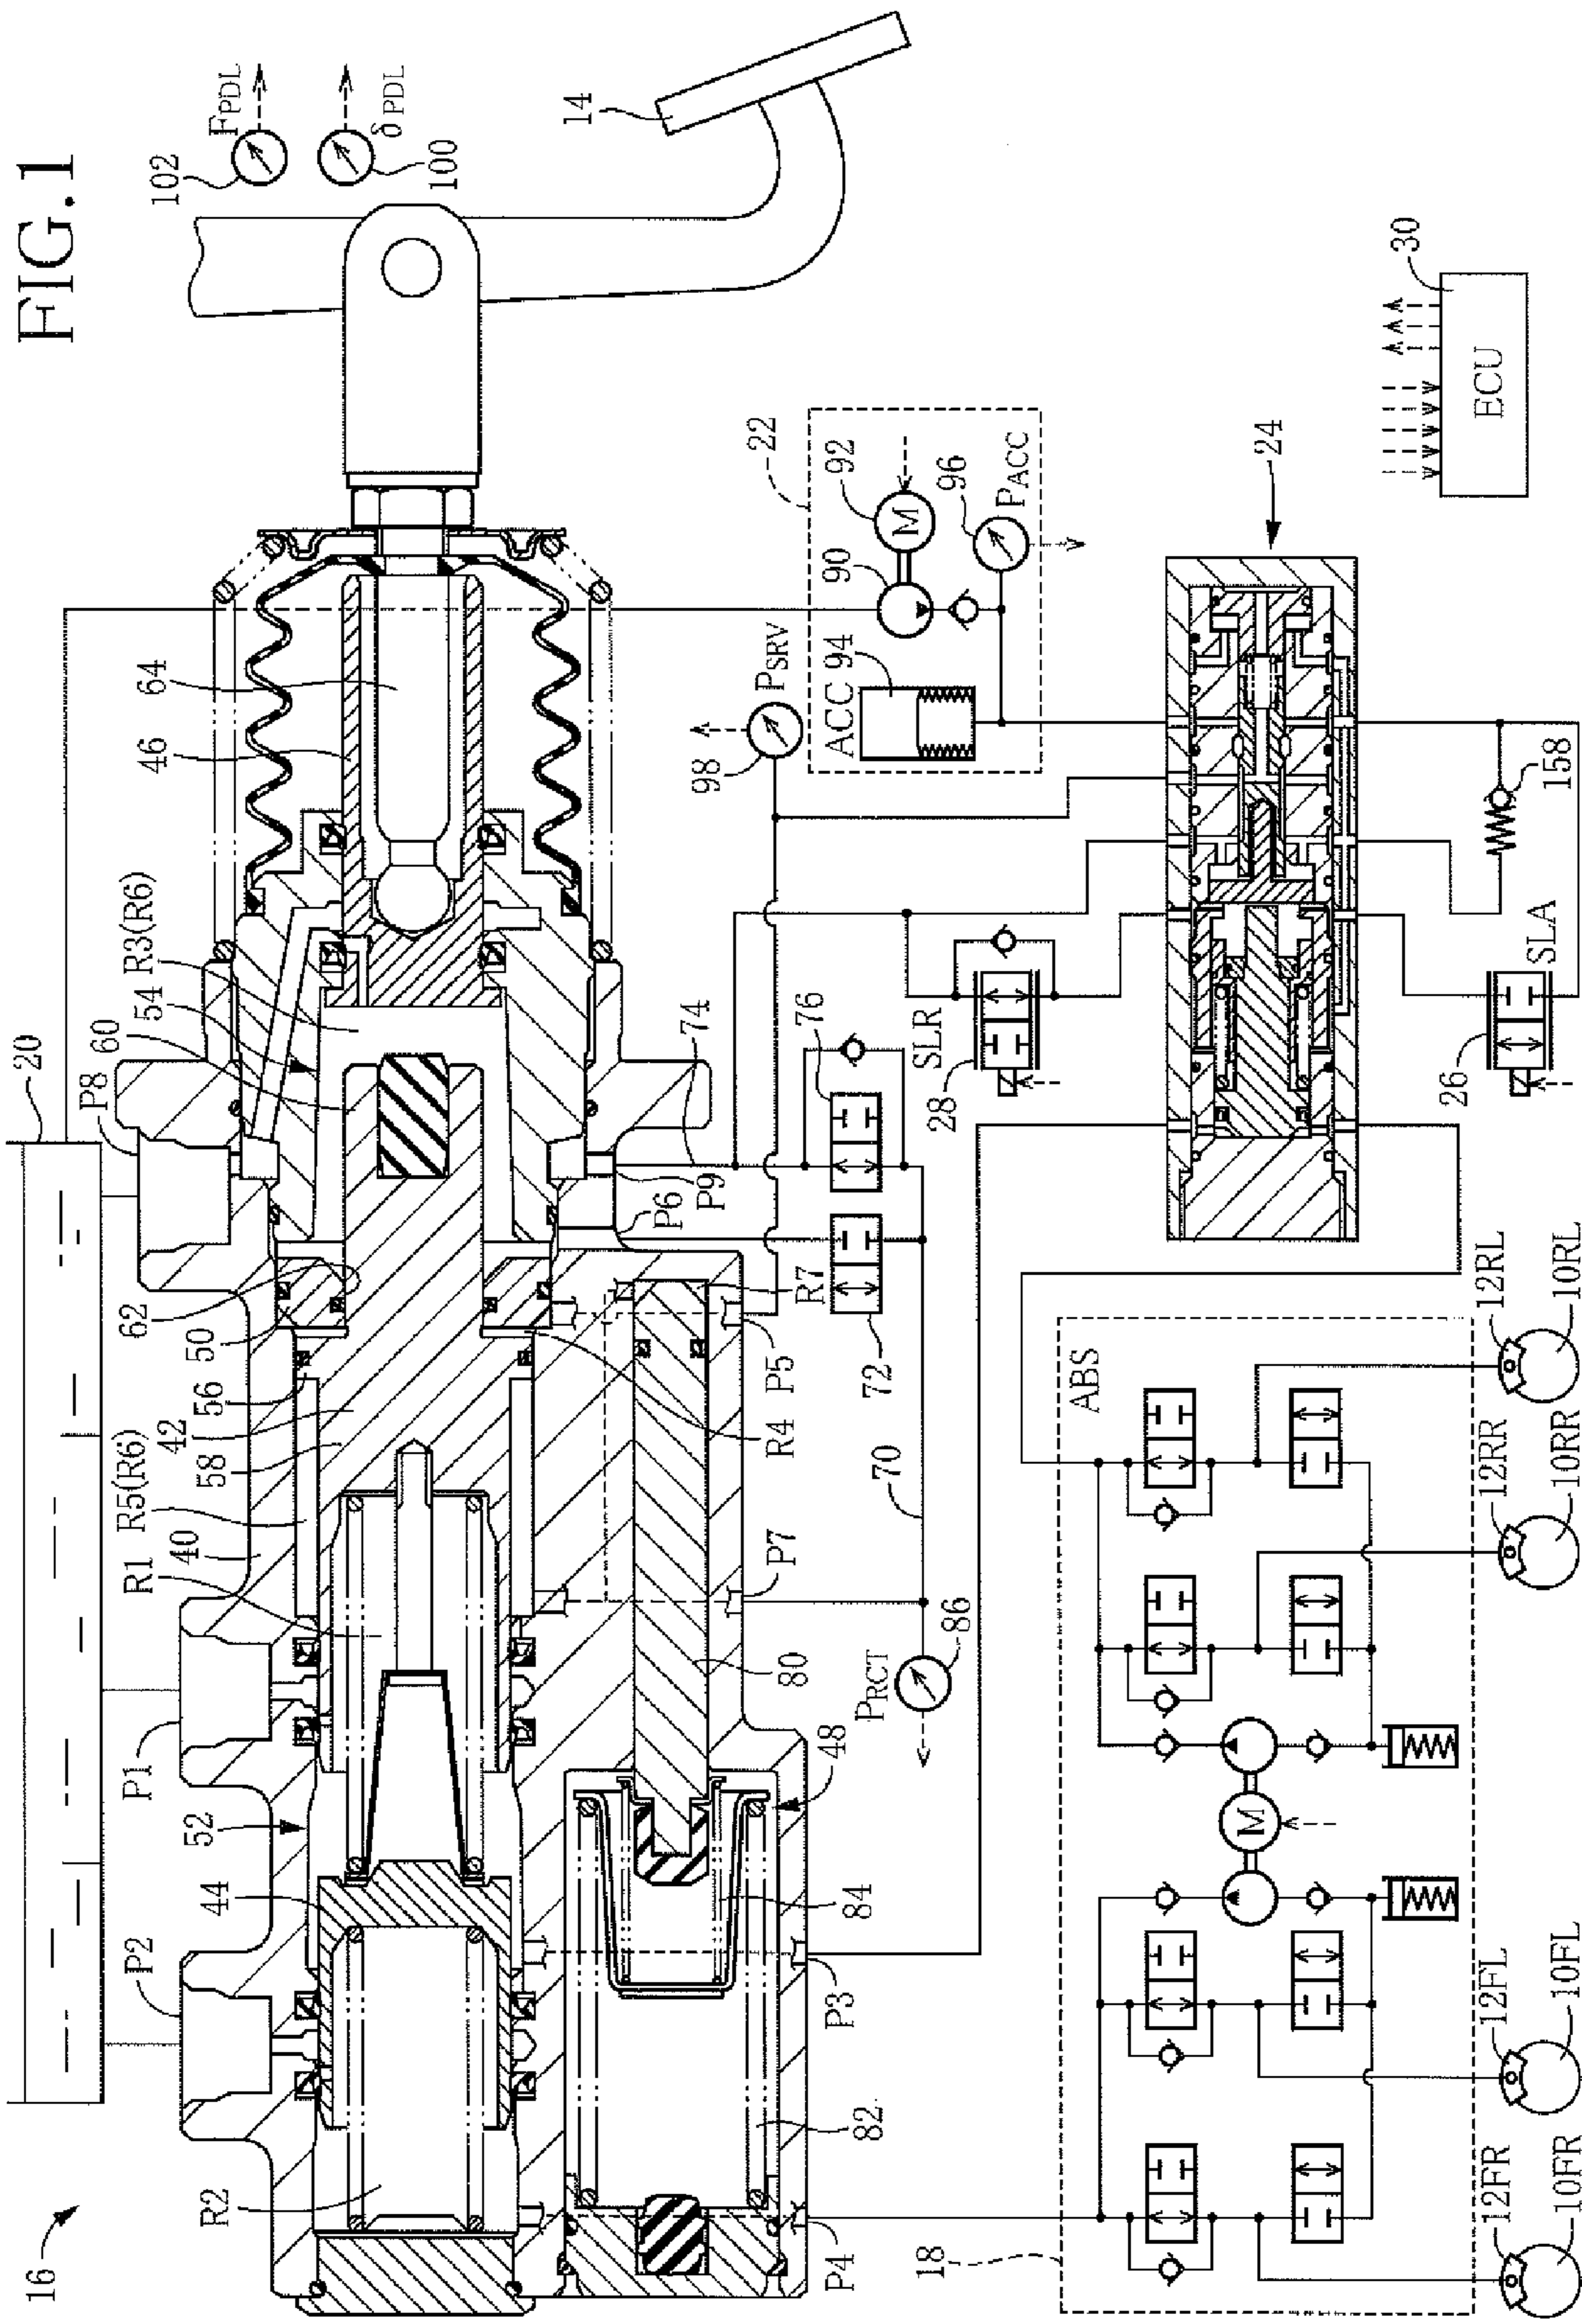 FIG.1
16
P2
44
52
P1
R1
40
R5(R6)
58
42
56
50
62
P8
20
60
54
R3(R6)
46
64
102
FPDL
δPDL
100
14
R2
82
84
48
80
P4
P3
PRCT
86
P7
70
R4
P5
72
R7
P6
P9
74
76
98
PSRV
22
ACC
94
90
92
M
96
PACC
SLR
28
24
30
ECU
26
SLA
158
18
ABS
M
12FR
10FR
12FL
10FL
12RR
10RR
12RL
10RL